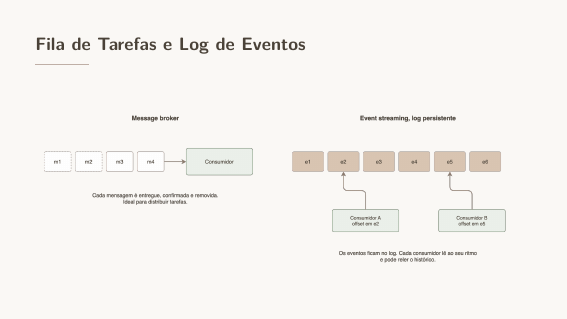 Fila de Tarefas e Log de Eventos
Message broker
m1
m2
m3
m4
Consumidor
Cada mensagem é entregue, confirmada e removida.
Ideal para distribuir tarefas.
Event streaming, log persistente
e1
e2
e3
e4
e5
e6
Consumidor A
offset em e2
Consumidor B
offset em e5
Os eventos ficam no log. Cada consumidor lê ao seu ritmo
e pode reler o histórico.